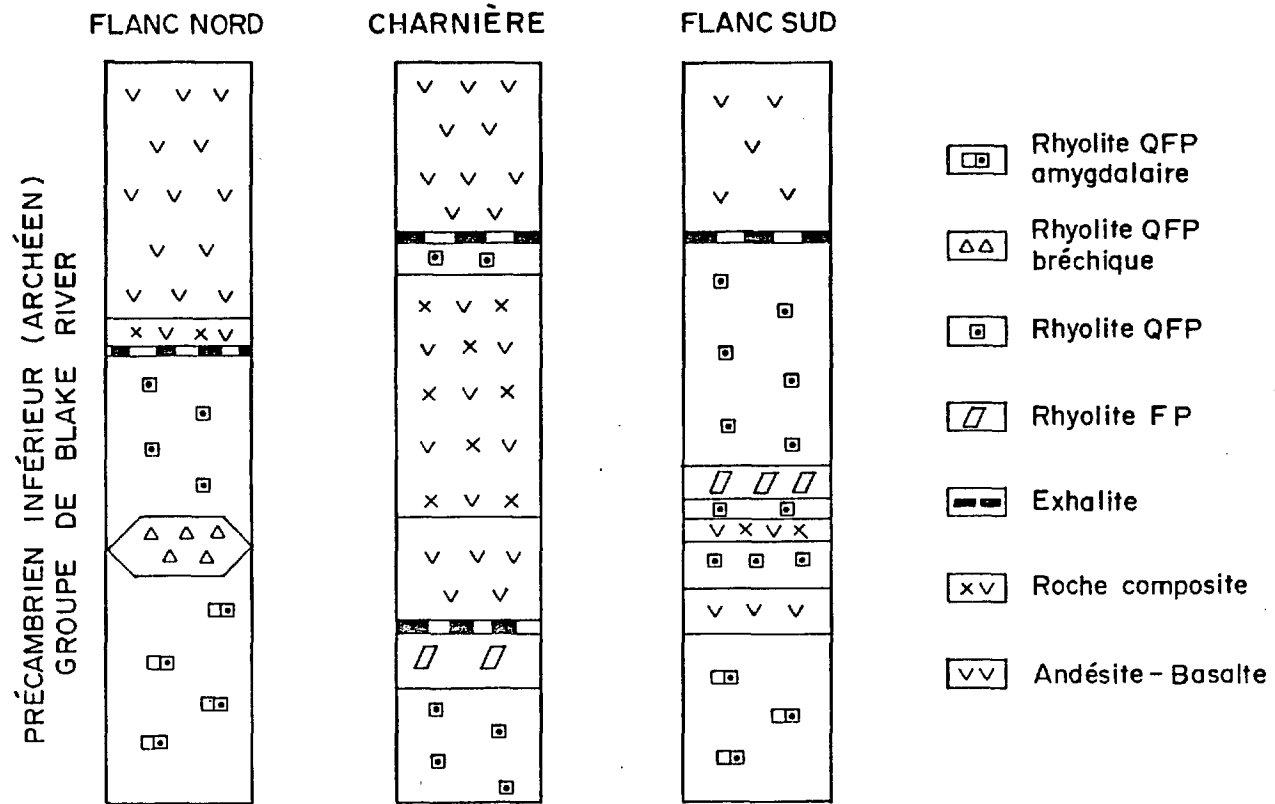 FLANC NORD
CHARNIÈRE
FLANC SUD
PRÉCAMBRIEN INFÉRIEUR (ARCHÉEN)
GROUPE DE BLAKE RIVER
Rhyolite QFP
amygdalaire
Rhyolite QFP
bréchique
Rhyolite QFP
Rhyolite FP
Exhalite
Roche composite
Andésite – Basalte